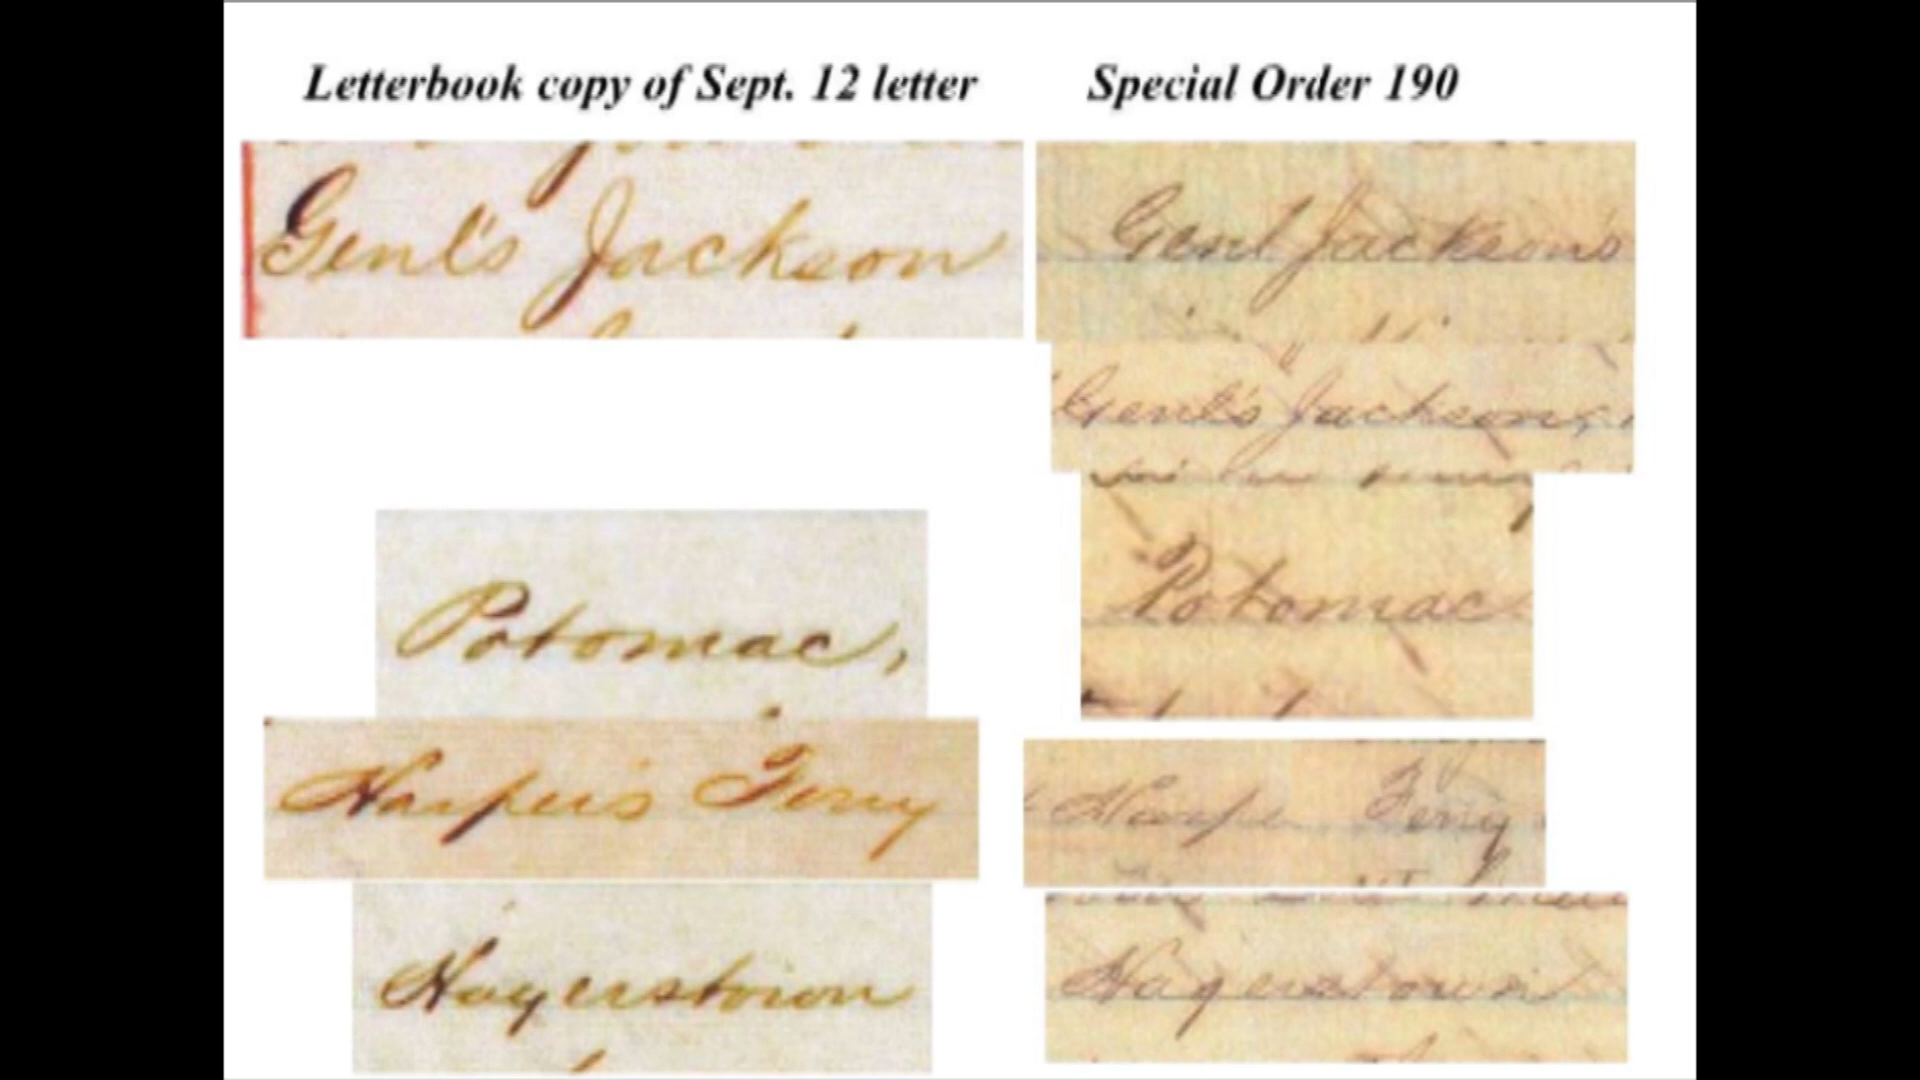 Letterbook copy of Sept. 12 letter
Special Order 190
Genl's Jackson
Genl Jackson's
Genl's Jackson,
Potomac,
Potomac
Harper's Ferry
Harper Ferry
Hagerstown
Hagerstown